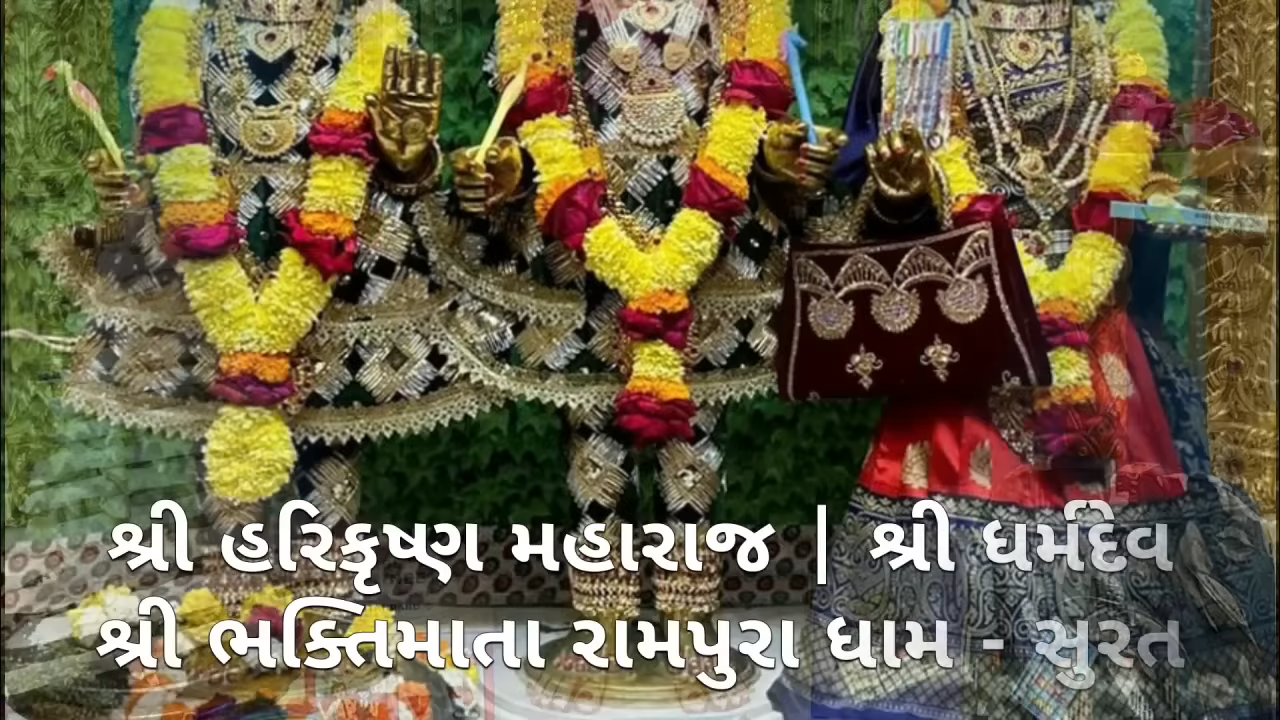 શ્રી હરિકૃષ્ણ મહારાજ | શ્રી ધર્મદેવ
શ્રી ભક્તિમાતા રામપુરા ધામ - સુરત